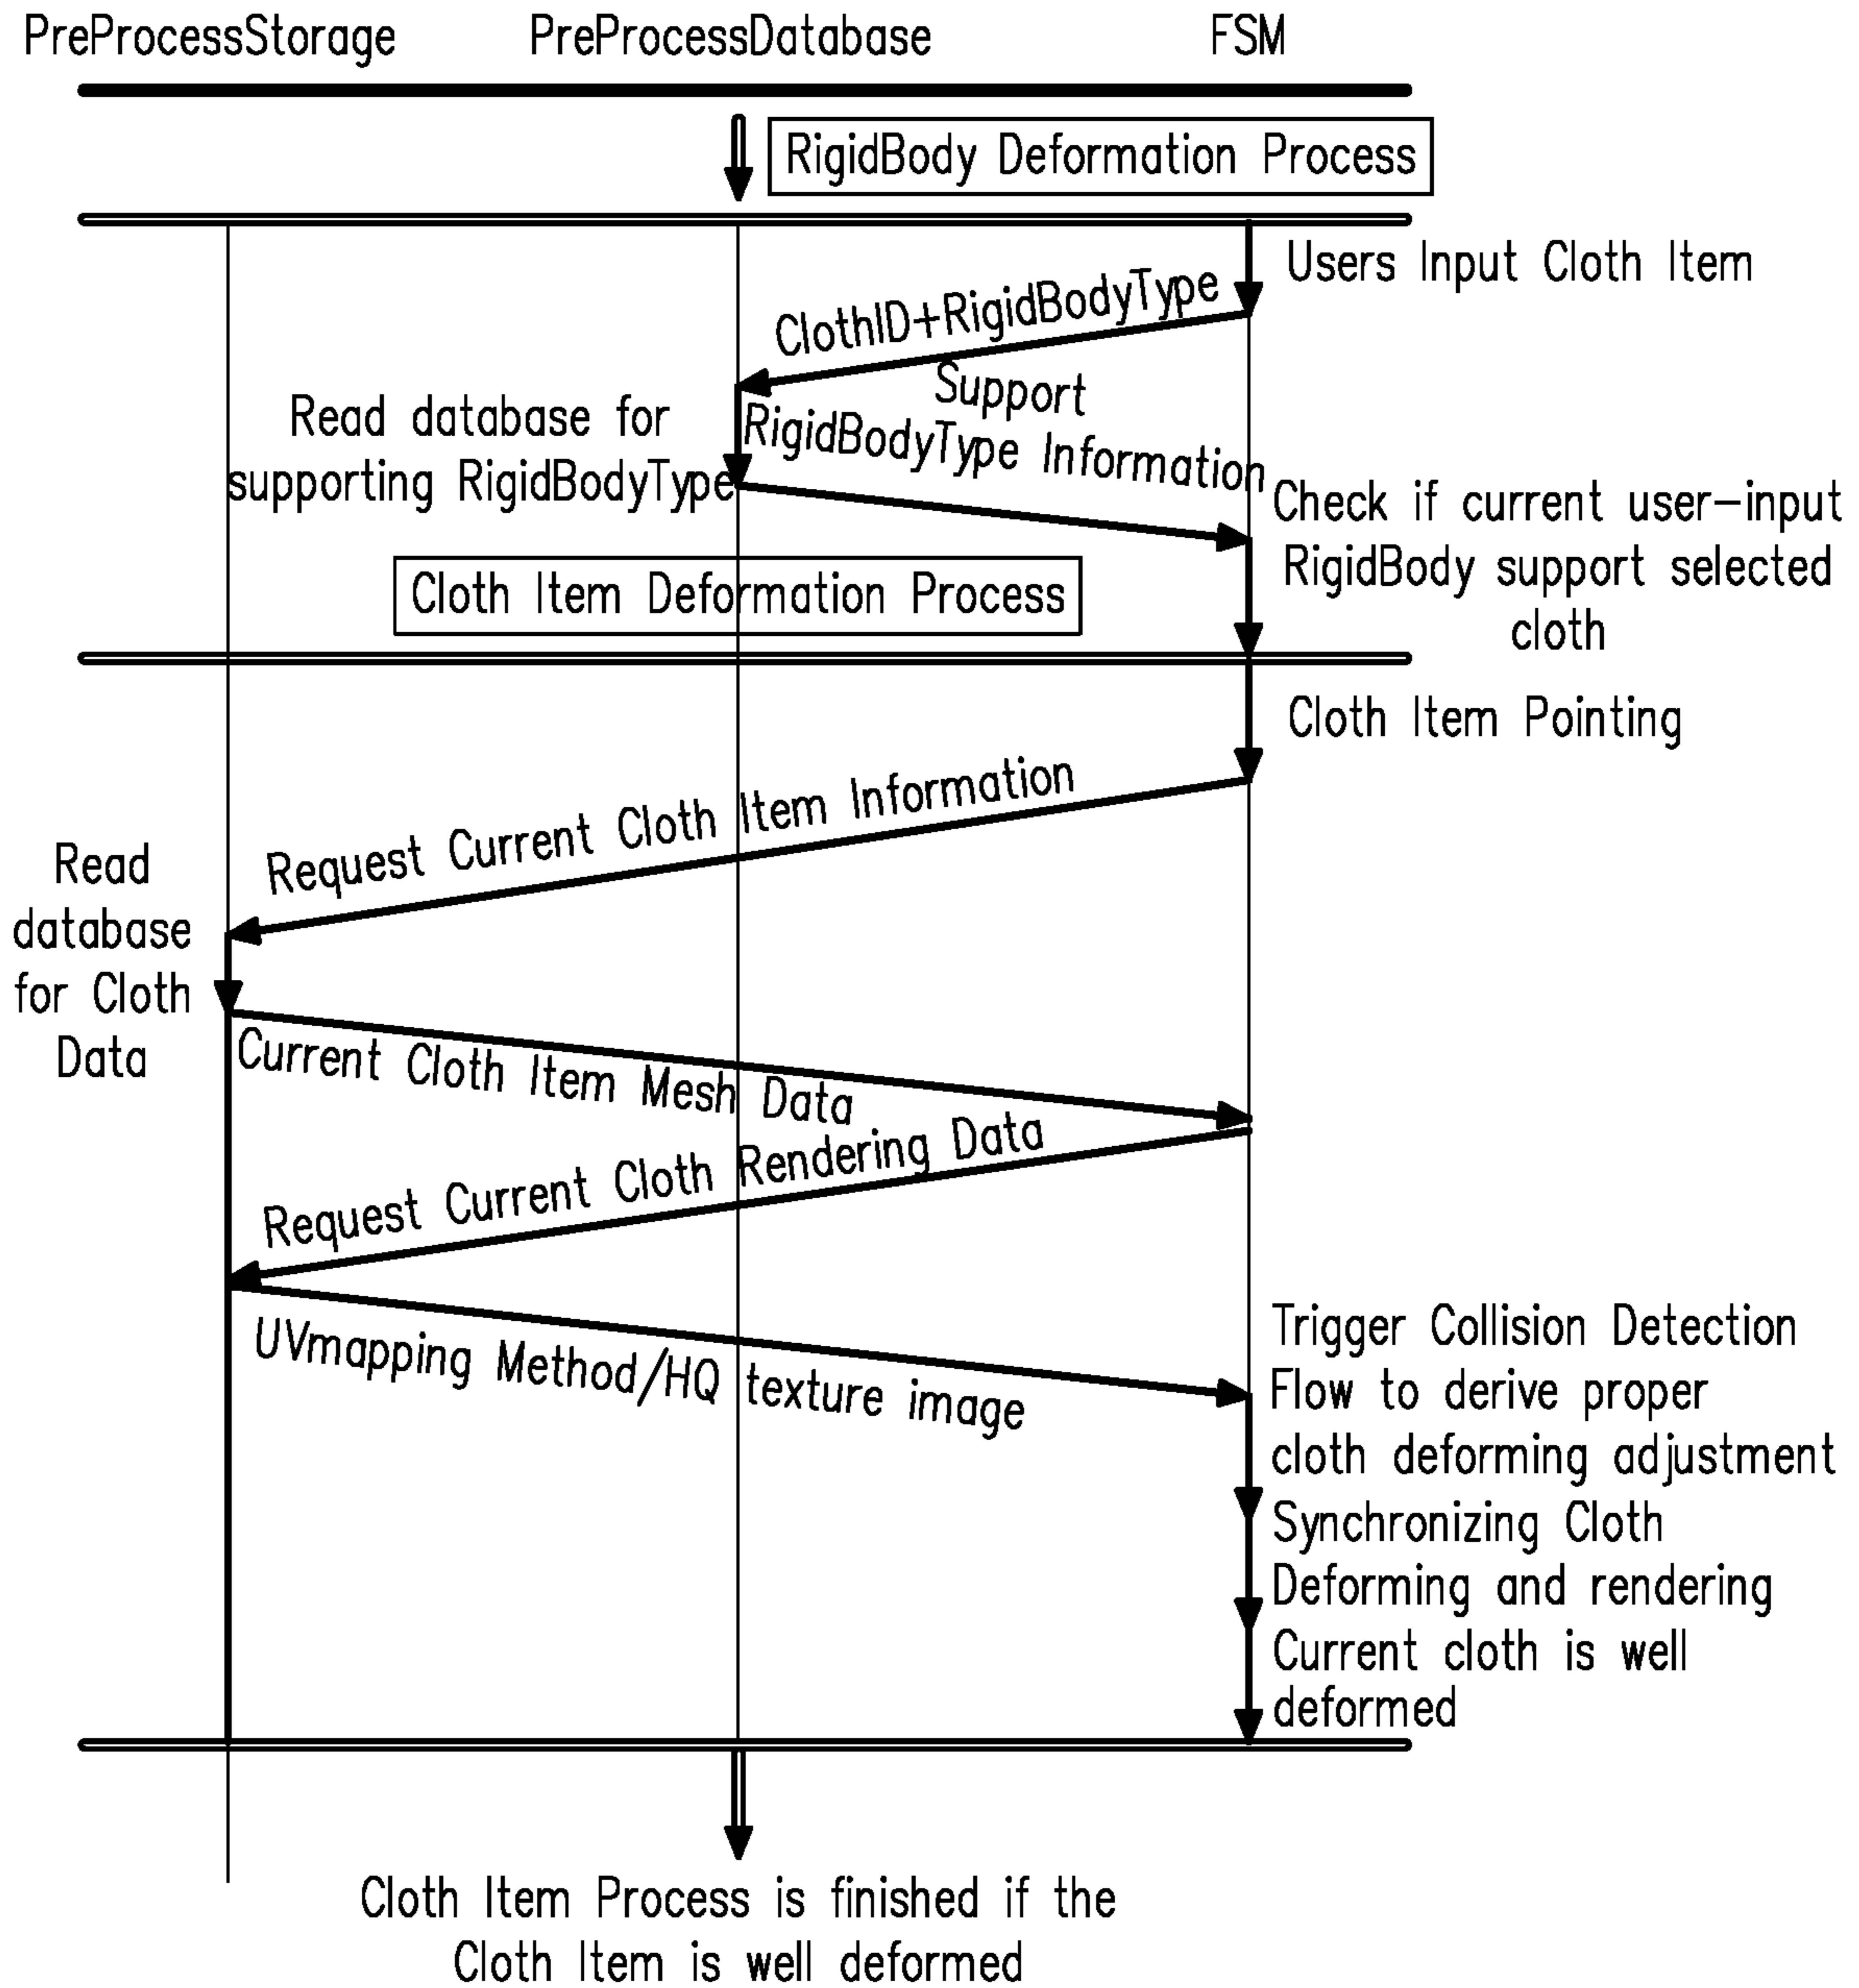 PreProcessStorage
PreProcessDatabase
FSM
RigidBody Deformation Process
Users Input Cloth Item
ClothID+RigidBodyType
Support
RigidBodyType Information
Read database for
supporting RigidBodyType
Check if current user-input
RigidBody support selected
cloth
Cloth Item Deformation Process
Cloth Item Pointing
Request Current Cloth Item Information
Read
database
for Cloth
Data
Current Cloth Item Mesh Data
Request Current Cloth Rendering Data
UVmapping Method/HQ texture image
Trigger Collision Detection
Flow to derive proper
cloth deforming adjustment
Synchronizing Cloth
Deforming and rendering
Current cloth is well
deformed
Cloth Item Process is finished if the
Cloth Item is well deformed